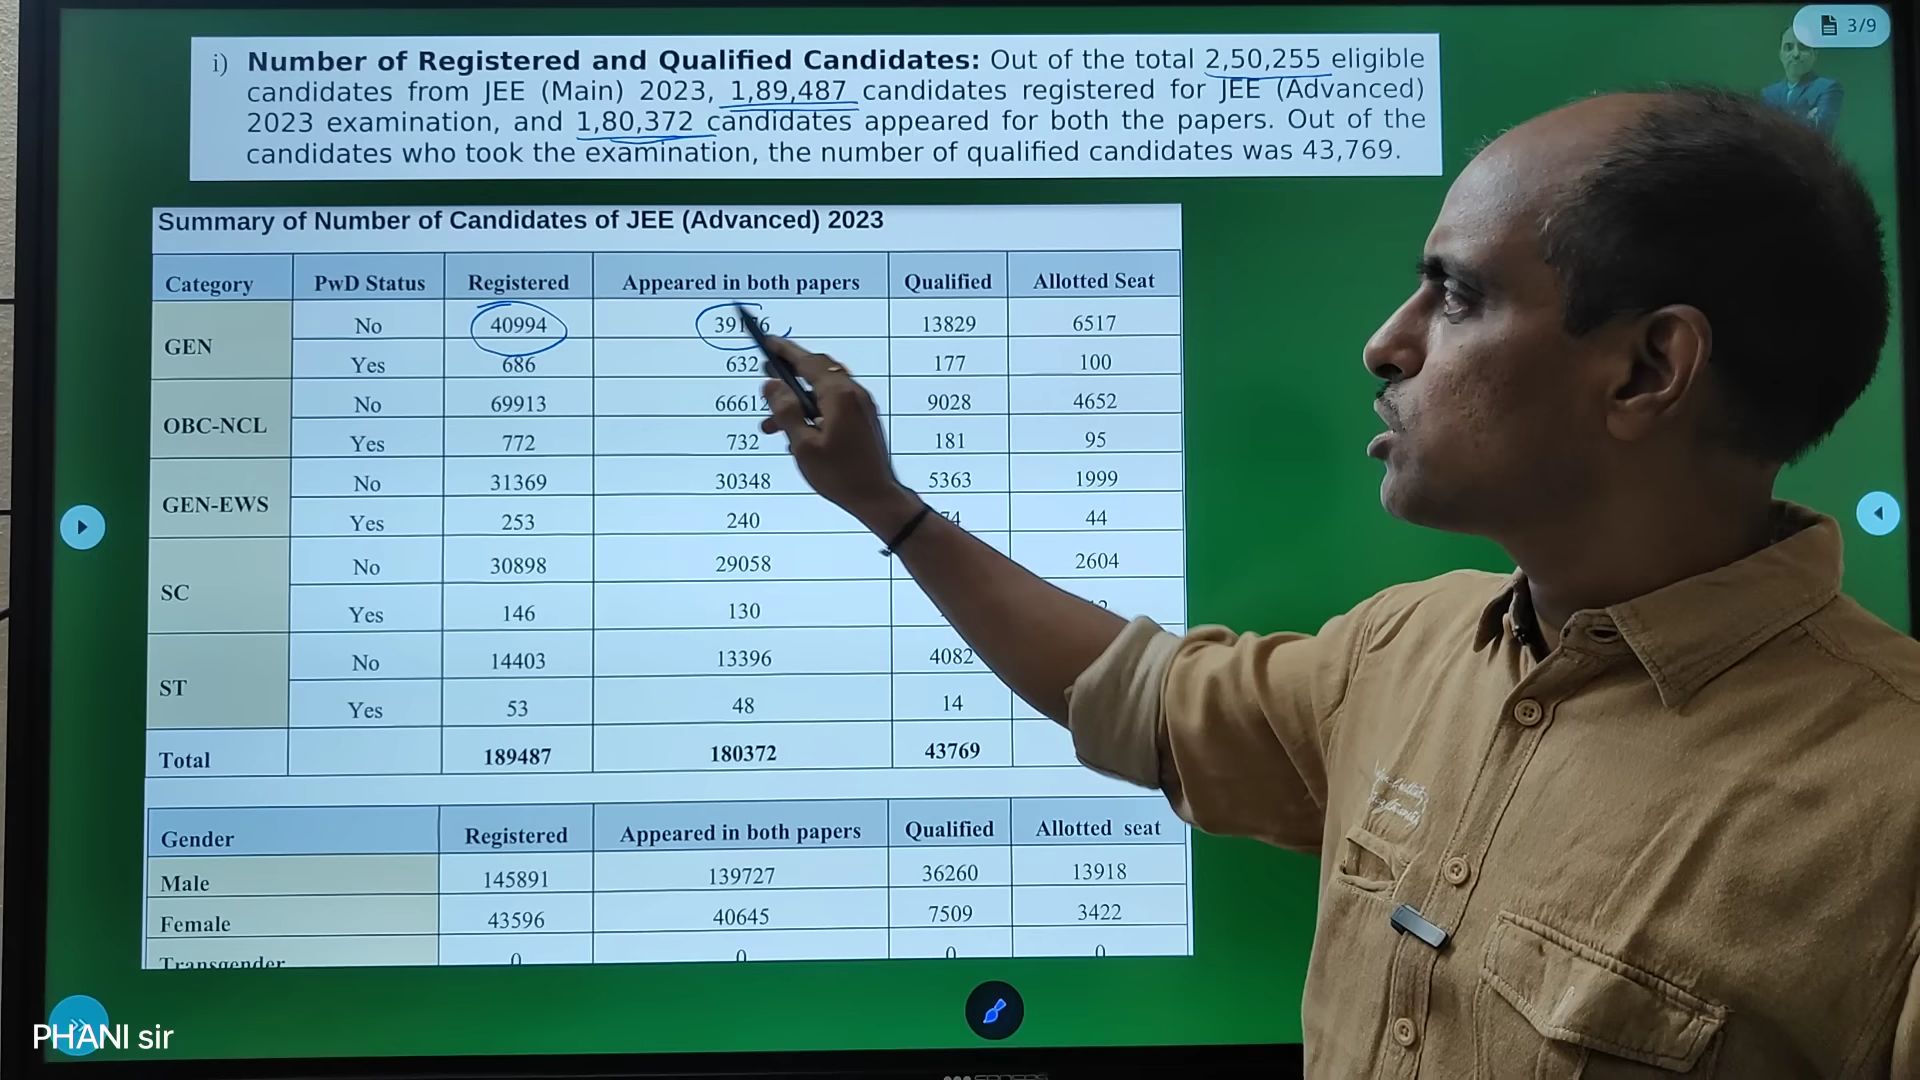 3/9
i) Number of Registered and Qualified Candidates: Out of the total 2,50,255 eligible
candidates from JEE (Main) 2023, 1,89,487 candidates registered for JEE (Advanced)
2023 examination, and 1,80,372 candidates appeared for both the papers. Out of the
candidates who took the examination, the number of qualified candidates was 43,769.
Summary of Number of Candidates of JEE (Advanced) 2023
Category PwD Status Registered Appeared in both papers Qualified Allotted Seat
GEN
No 40994 13829 6517
Yes 686 632 177 100
OBC-NCL
No 69913 66612 9028 4652
Yes 772 732 181 95
GEN-EWS
No 31369 30348 5363 1999
Yes 253 240 44
SC
No 30898 29058 2604
Yes 146 130
ST
No 14403 13396 4082
Yes 53 48 14
Total 189487 180372 43769
Gender Registered Appeared in both papers Qualified Allotted seat
Male 145891 139727 36260 13918
Female 43596 40645 7509 3422
Transgender 0 0 0 0
PHANI sir